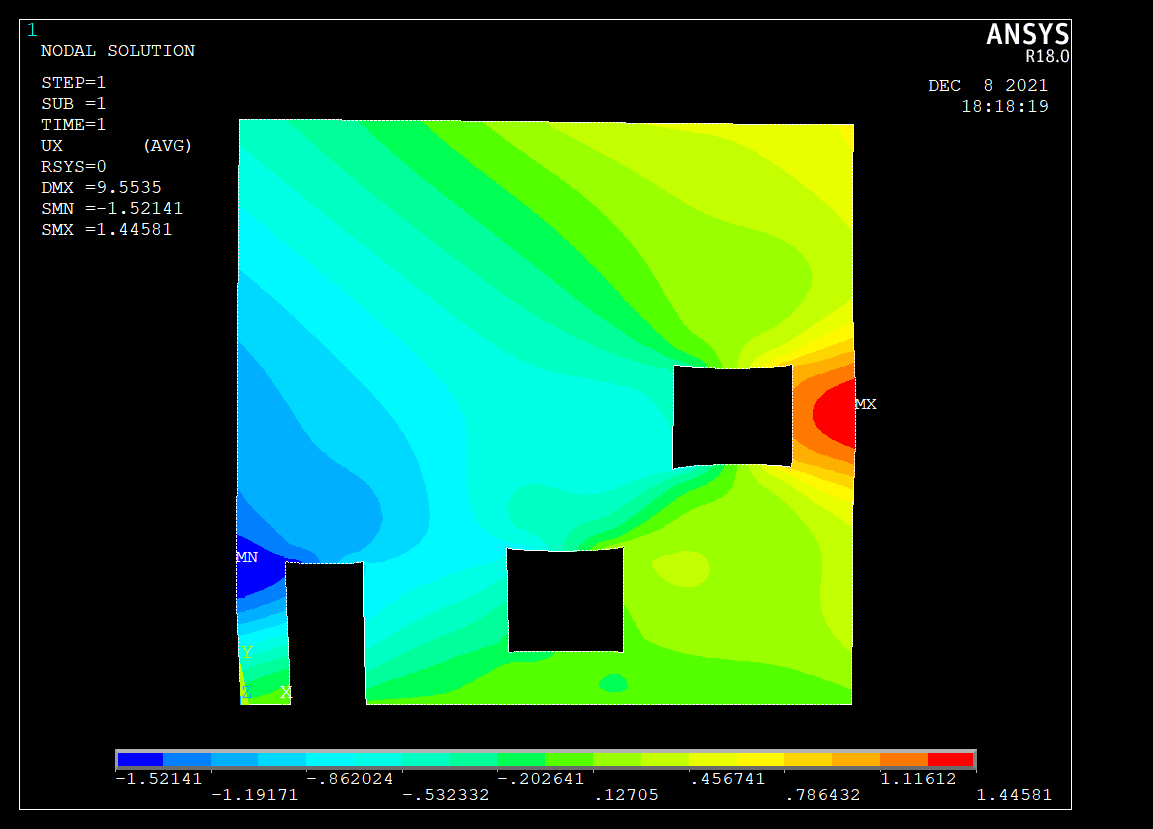 1
ANSYS
R18.0
NODAL SOLUTION
DEC  8 2021
18:18:19
STEP=1
SUB =1
TIME=1
UX       (AVG)
RSYS=0
DMX =9.5535
SMN =-1.52141
SMX =1.44581
MX
MN
Y
Z X
-1.52141 -.862024 -.202641 .456741 1.11612
-1.19171 -.532332 .12705 .786432 1.44581